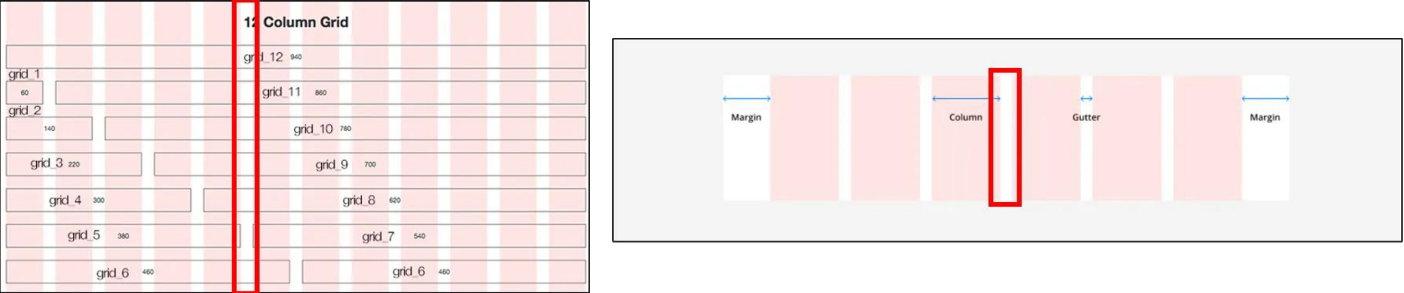 12 Column Grid
grid_12 940
grid_1
60
grid_11 860
grid_2
140
grid_10 780
grid_3 220
grid_9 700
grid_4 300
grid_8 620
grid_5 380
grid_7 540
grid_6 460
grid_6 460
Margin
Column
Gutter
Margin